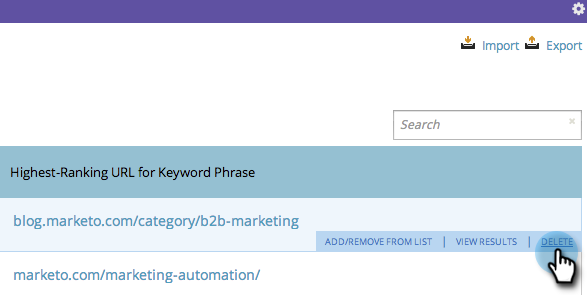 Import Export
Search ×
Highest-Ranking URL for Keyword Phrase
blog.marketo.com/category/b2b-marketing
ADD/REMOVE FROM LIST | VIEW RESULTS | DELETE
marketo.com/marketing-automation/